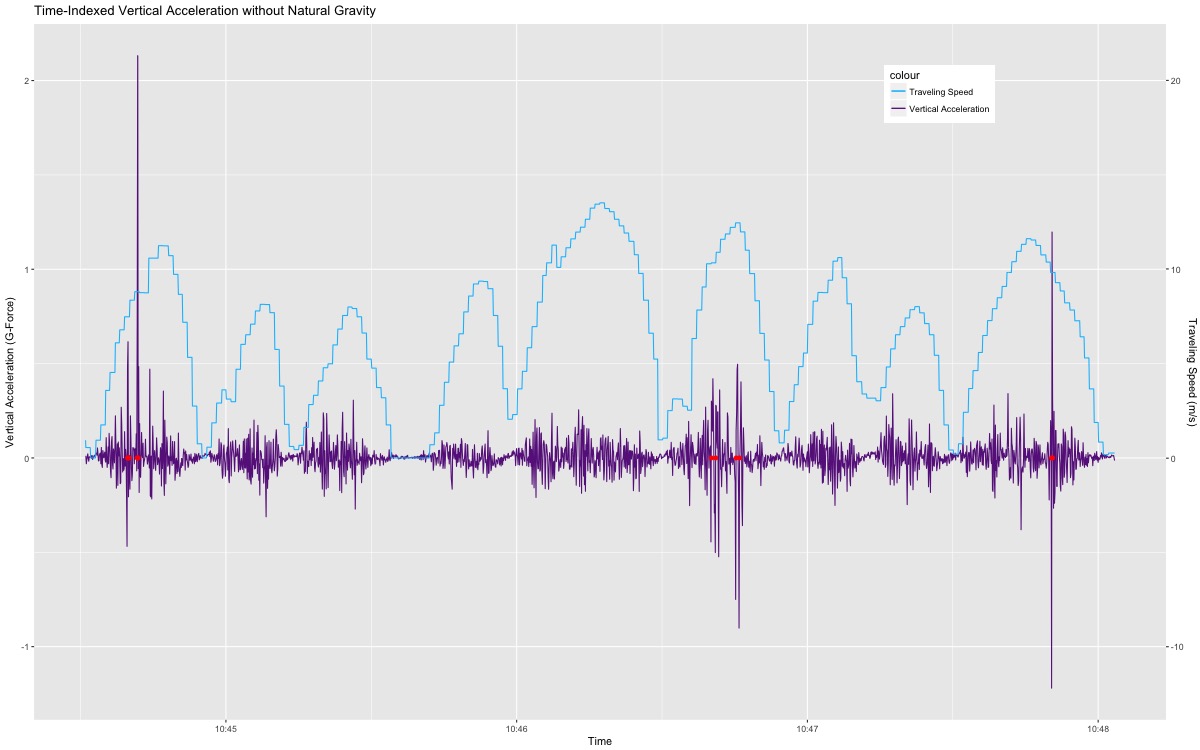 Time-Indexed Vertical Acceleration without Natural Gravity
colour
Traveling Speed
Vertical Acceleration
Vertical Acceleration (G-Force)
2
1
0
-1
20
10
0
-10
Traveling Speed (m/s)
10:45
10:46
10:47
10:48
Time